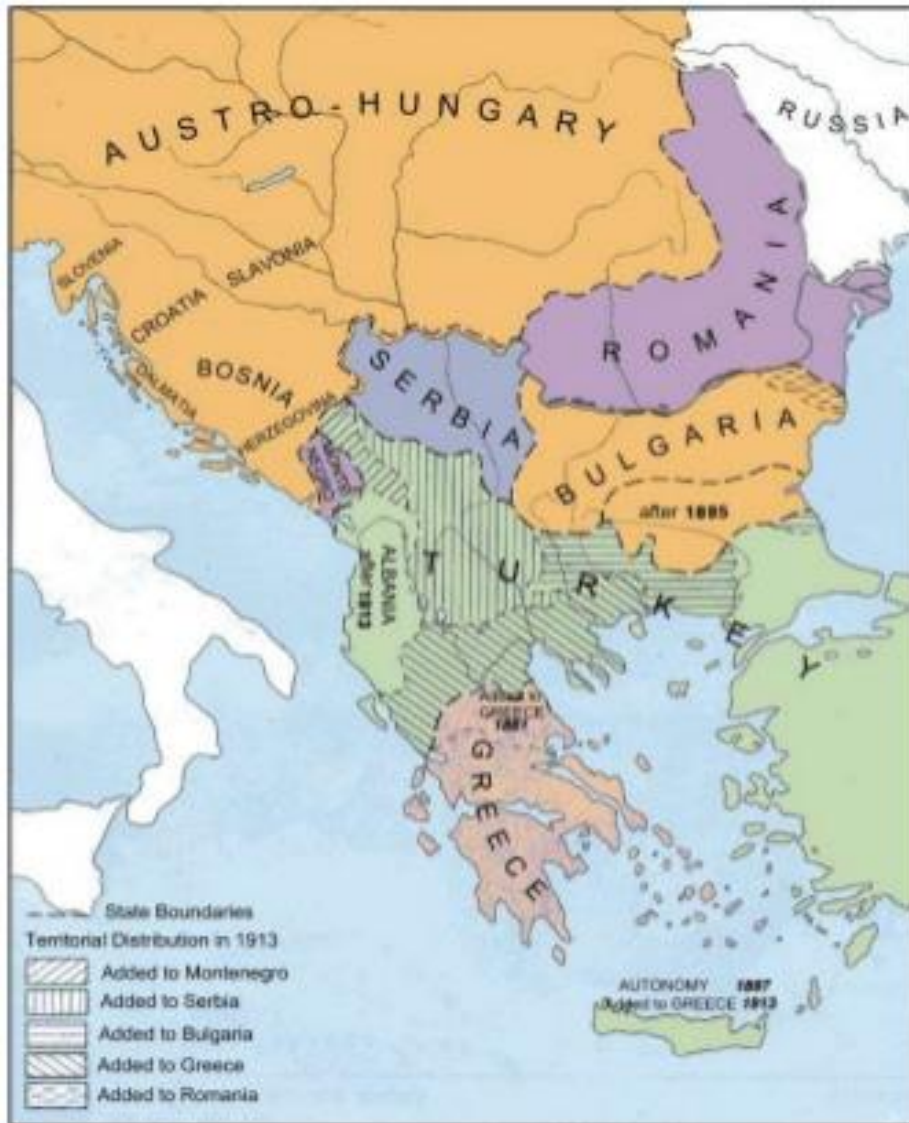 AUSTRO-HUNGARY
RUSSIA
ROMANIA
SLOVENIA
CROATIA SLAVONIA
BOSNIA
DALMATIA
HERZEGOVINA
SERBIA
BULGARIA
after 1885
ALBANIA
after 1913
TURKEY
Added to
GREECE
1881
GREECE
State Boundaries
Territorial Distribution in 1913
Added to Montenegro
Added to Serbia
Added to Bulgaria
Added to Greece
Added to Romania
AUTONOMY 1897
Added to GREECE 1913